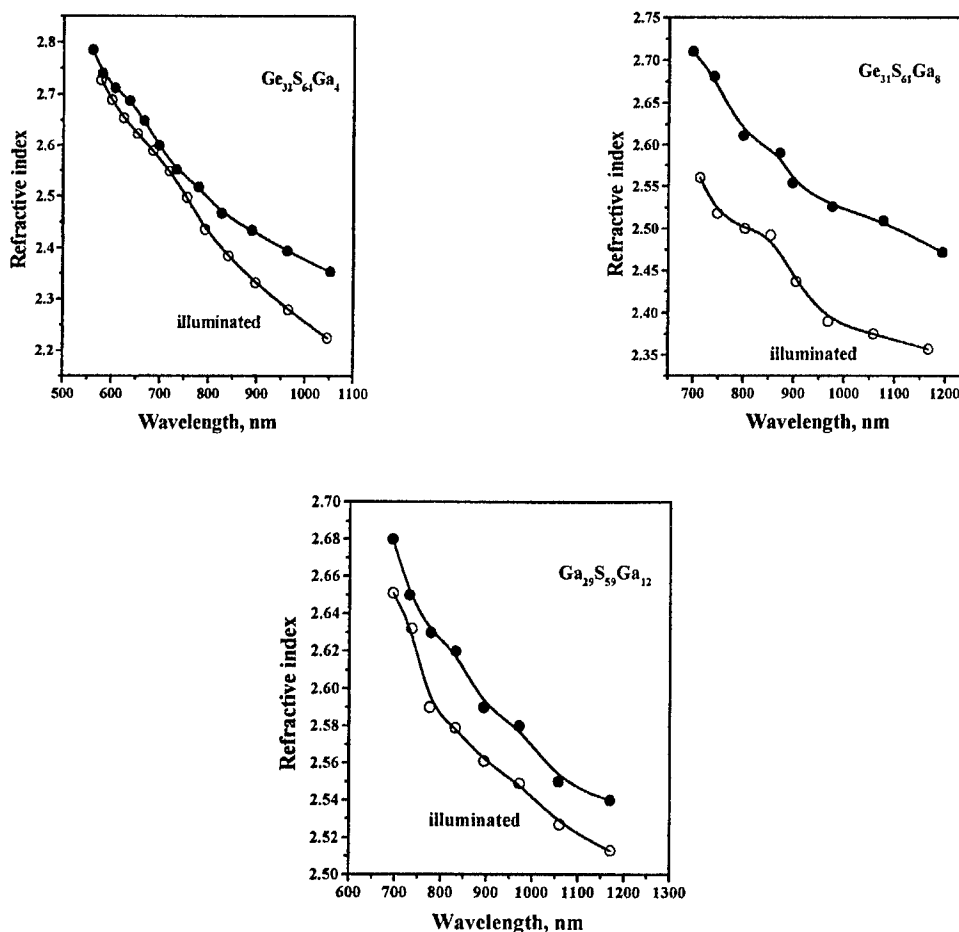 2.8
2.7
2.6
2.5
2.4
2.3
2.2
Refractive index
Ge₃₂S₆₄Ga₄
illuminated
500 600 700 800 900 1000 1100
Wavelength, nm
2.75
2.70
2.65
2.60
2.55
2.50
2.45
2.40
2.35
Refractive index
Ge₃₁S₆₁Ga₈
illuminated
700 800 900 1000 1100 1200
Wavelength, nm
2.70
2.68
2.66
2.64
2.62
2.60
2.58
2.56
2.54
2.52
2.50
Refractive index
Ga₂₉S₅₉Ga₁₂
illuminated
600 700 800 900 1000 1100 1200 1300
Wavelength, nm